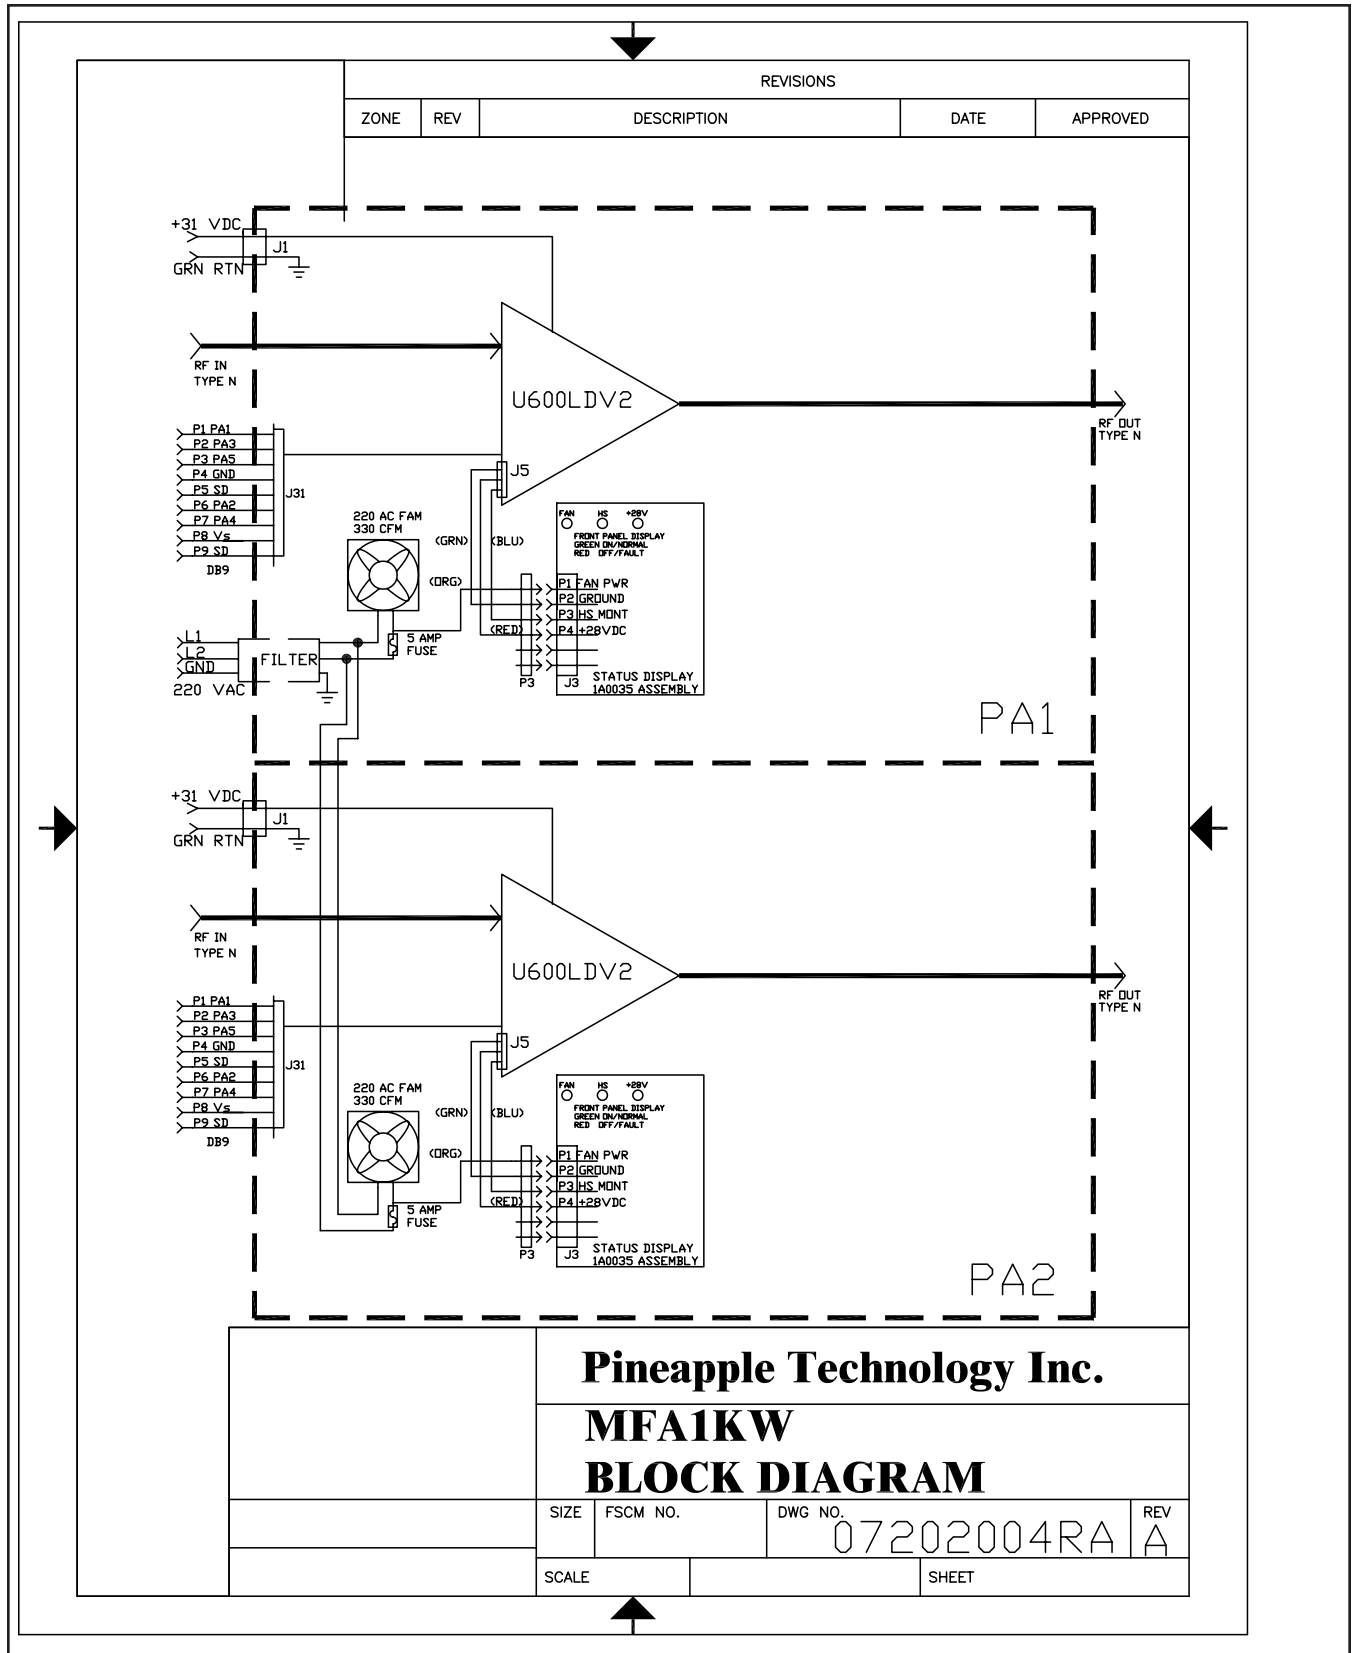 REVISIONS
ZONE REV DESCRIPTION DATE APPROVED
+31 VDC
J1
GRN RTN
RF IN
TYPE N
U600LDV2
RF OUT
TYPE N
P1 PA1
P2 PA3
P3 PA5
P4 GND
P5 SD
P6 PA2
P7 PA4
P8 Vs
P9 SD
DB9
J31
J5
220 AC FAM
330 CFM
(GRN) (BLU)
(ORG)
(RED)
FAN HS +28V
FRONT PANEL DISPLAY
GREEN ON/NORMAL
RED OFF/FAULT
P1 FAN PWR
P2 GROUND
P3 HS MONT
P4 +28VDC
5 AMP
FUSE
L1
L2
GND
220 VAC
FILTER
STATUS DISPLAY
1A0035 ASSEMBLY
P3 J3
PA1
+31 VDC
J1
GRN RTN
RF IN
TYPE N
U600LDV2
RF OUT
TYPE N
P1 PA1
P2 PA3
P3 PA5
P4 GND
P5 SD
P6 PA2
P7 PA4
P8 Vs
P9 SD
DB9
J31
J5
220 AC FAM
330 CFM
(GRN) (BLU)
(ORG)
(RED)
FAN HS +28V
FRONT PANEL DISPLAY
GREEN ON/NORMAL
RED OFF/FAULT
P1 FAN PWR
P2 GROUND
P3 HS MONT
P4 +28VDC
5 AMP
FUSE
STATUS DISPLAY
1A0035 ASSEMBLY
P3 J3
PA2
Pineapple Technology Inc.
MFA1KW
BLOCK DIAGRAM
SIZE FSCM NO. DWG NO. 07202004RA REV A
SCALE SHEET